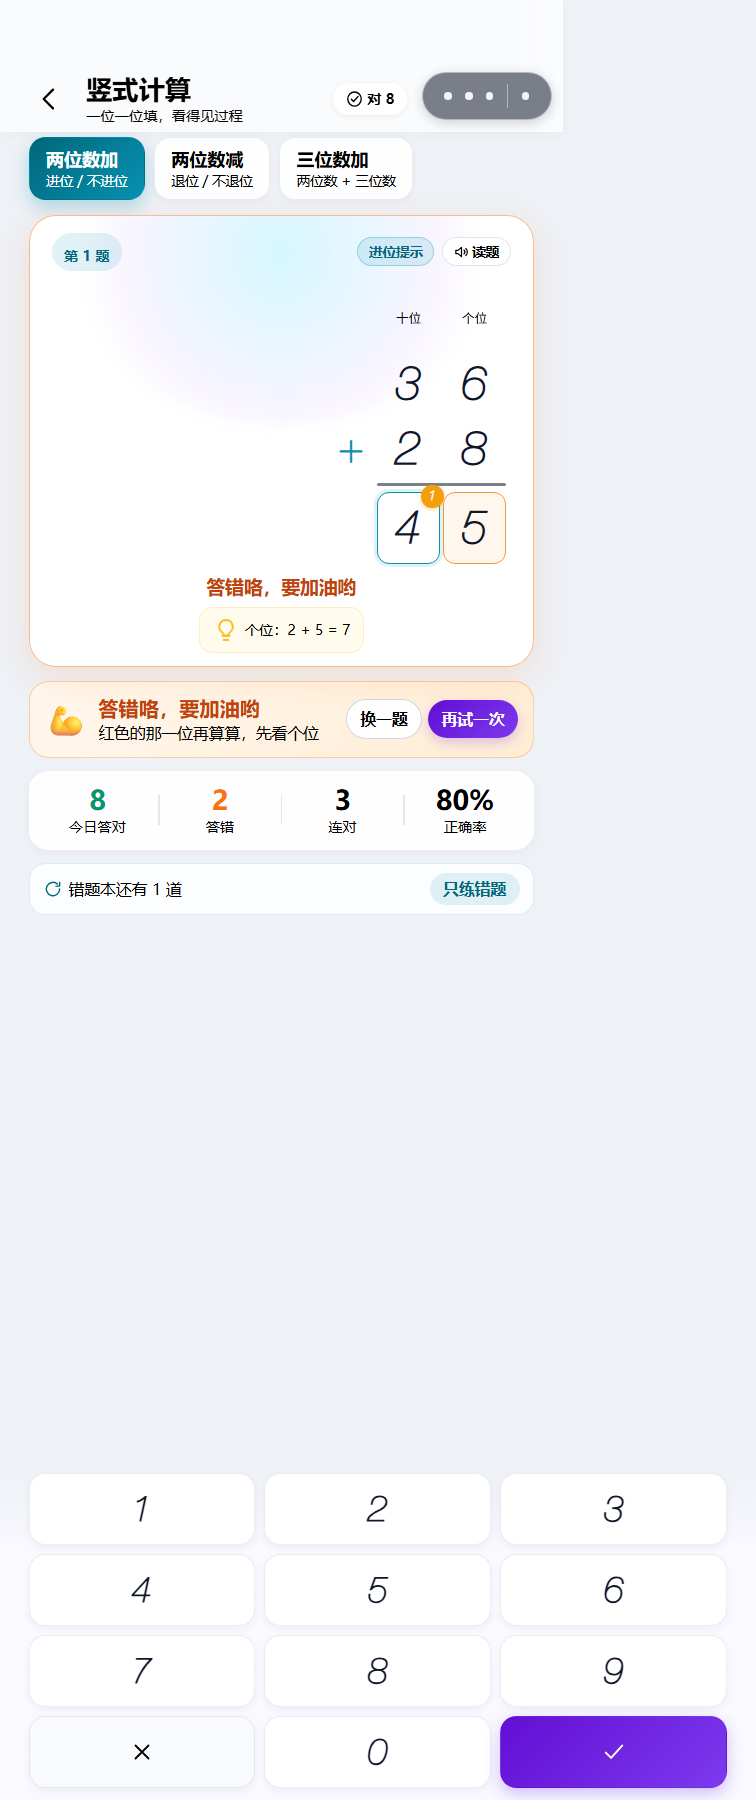 竖式计算
一位一位填，看得见过程
对 8
两位数加
进位 / 不进位
两位数减
退位 / 不退位
三位数加
两位数 + 三位数
第 1 题
进位提示
读题
十位 个位
3 6
+ 2 8
1
4 5
答错咯，要加油哟
个位：2 + 5 = 7
答错咯，要加油哟
红色的那一位再算算，先看个位
换一题
再试一次
8 2 3 80%
今日答对 答错 连对 正确率
错题本还有 1 道
只练错题
1 2 3
4 5 6
7 8 9
0